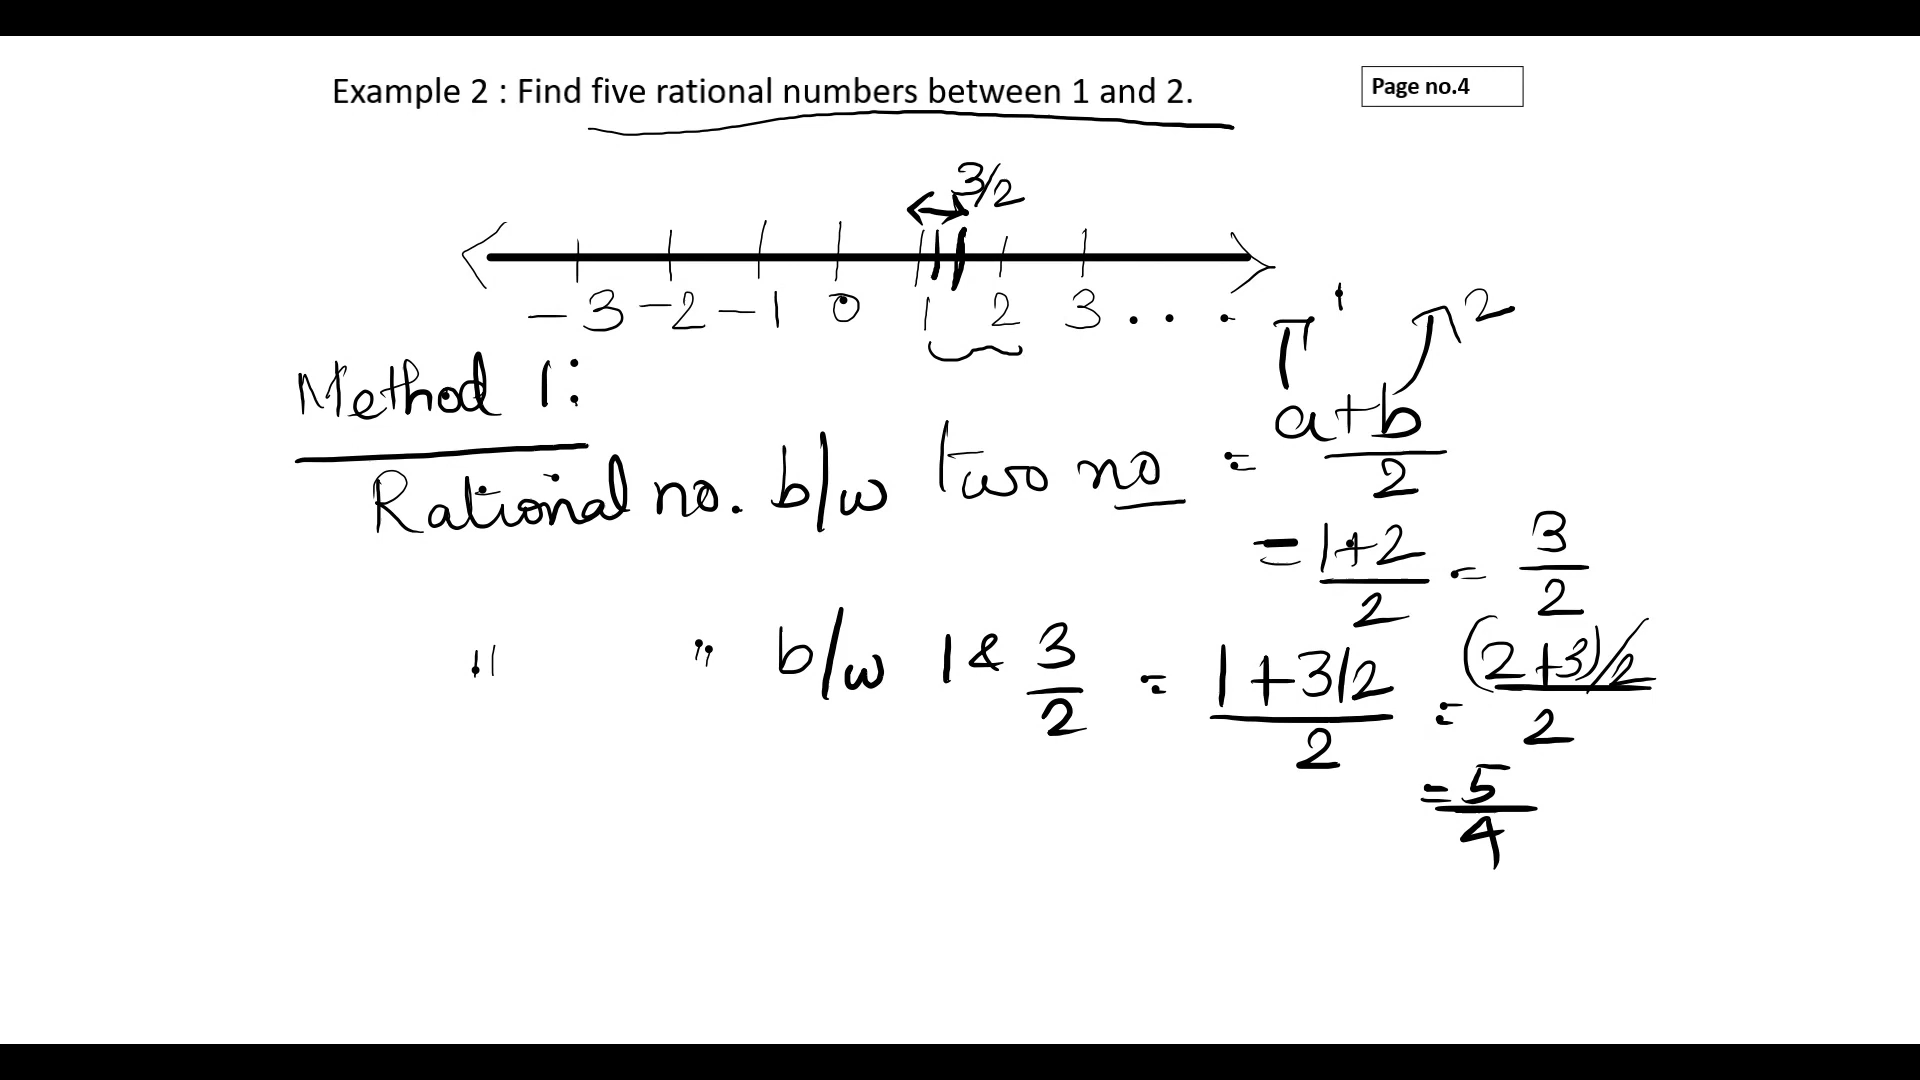 Example 2 : Find five rational numbers between 1 and 2.
Page no.4
3/2
-3 -2 -1 0 1 2 3 . . .
1 2
Method 1:
Rational no. b/w two no = a+b/2
= 1+2/2 = 3/2
" " b/w 1 & 3/2 = 1+3/2/2 = (2+3)/2/2
= 5/4